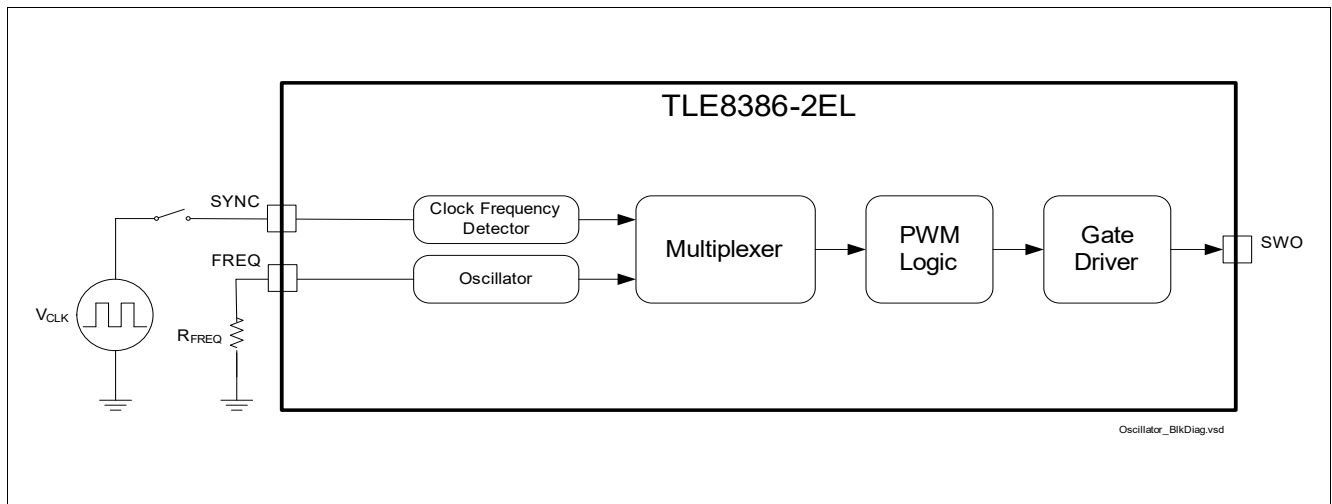 TLE8386-2EL
SYNC
Clock Frequency
Detector
FREQ
Oscillator
Multiplexer
PWM
Logic
Gate
Driver
SWO
VCLK
RFREQ
Oscillator_BlkDiag.vsd